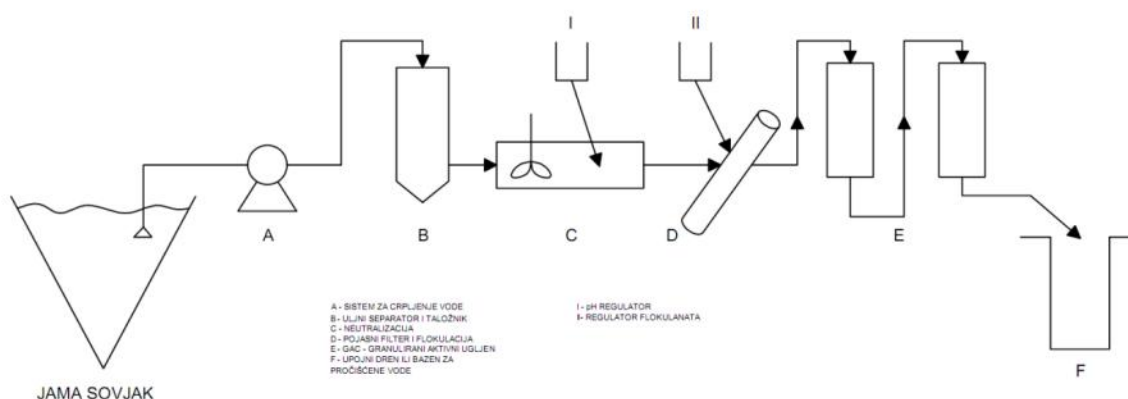 I
II
A
B
C
D
E
F
JAMA SOVJAK
A - SISTEM ZA CRPLJENJE VODE
B - ULJNI SEPARATOR I TALOŽNIK
C - NEUTRALIZACIJA
D - POJASNI FILTER I FLOKULACIJA
E - GAC - GRANULIRANI AKTIVNI UGLJEN
F - UPOJNI DREN ILI BAZEN ZA
PROČIŠĆENE VODE
I - pH REGULATOR
II- REGULATOR FLOKULANATA